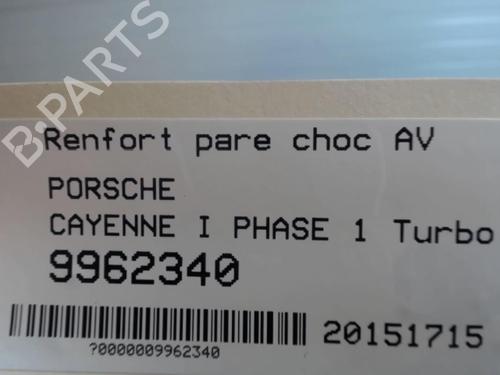 B-PARTS
Renfort pare choc AV
PORSCHE
CAYENNE I PHASE 1 Turbo
9962340
20151715
?0000009962340